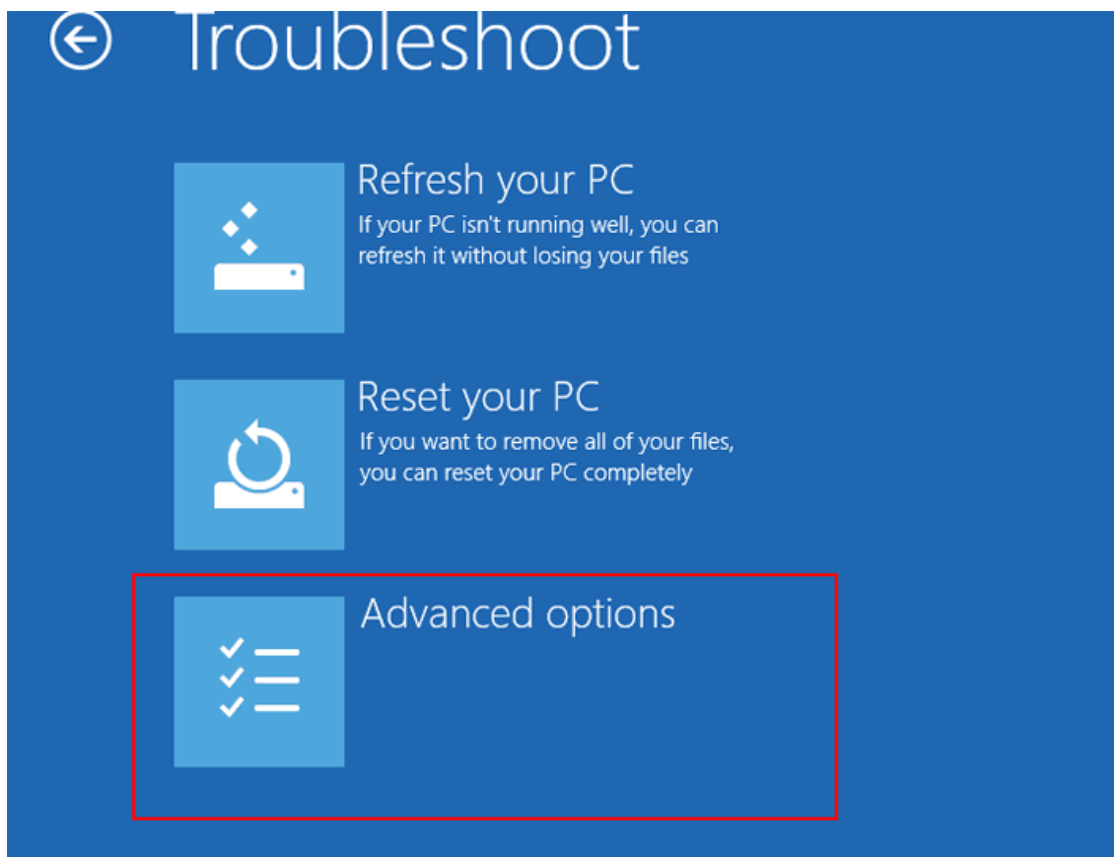 Troubleshoot
Refresh your PC
If your PC isn't running well, you can
refresh it without losing your files
Reset your PC
If you want to remove all of your files,
you can reset your PC completely
Advanced options